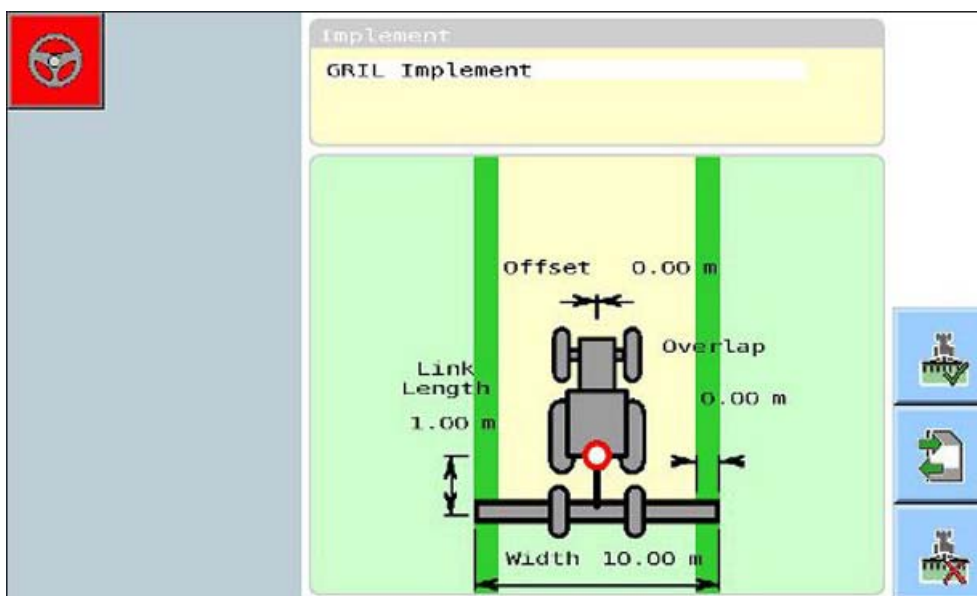 Implement
GRIL Implement
Offset 0.00 m
Overlap
0.00 m
Link
Length
1.00 m
Width 10.00 m